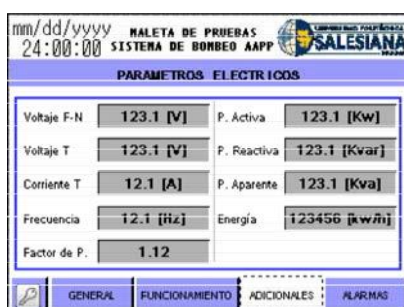 mm/dd/yyyy MALETA DE PRUEBAS UNIVERSIDAD POLITÉCNICA
24:00:00 SISTEMA DE BOMBEO AAPP SALESIANA
PARAMETROS ELECTRICOS
Voltaje F-N 123.1 [V] P. Activa 123.1 [Kw]
Voltaje T 123.1 [V] P. Reactiva 123.1 [Kvar]
Corriente T 12.1 [A] P. Aparente 123.1 [Kva]
Frecuencia 12.1 [Hz] Energía 123456 [kw/h]
Factor de P. 1.12
GENERAL FUNCIONAMIENTO ADICIONALES ALARMAS